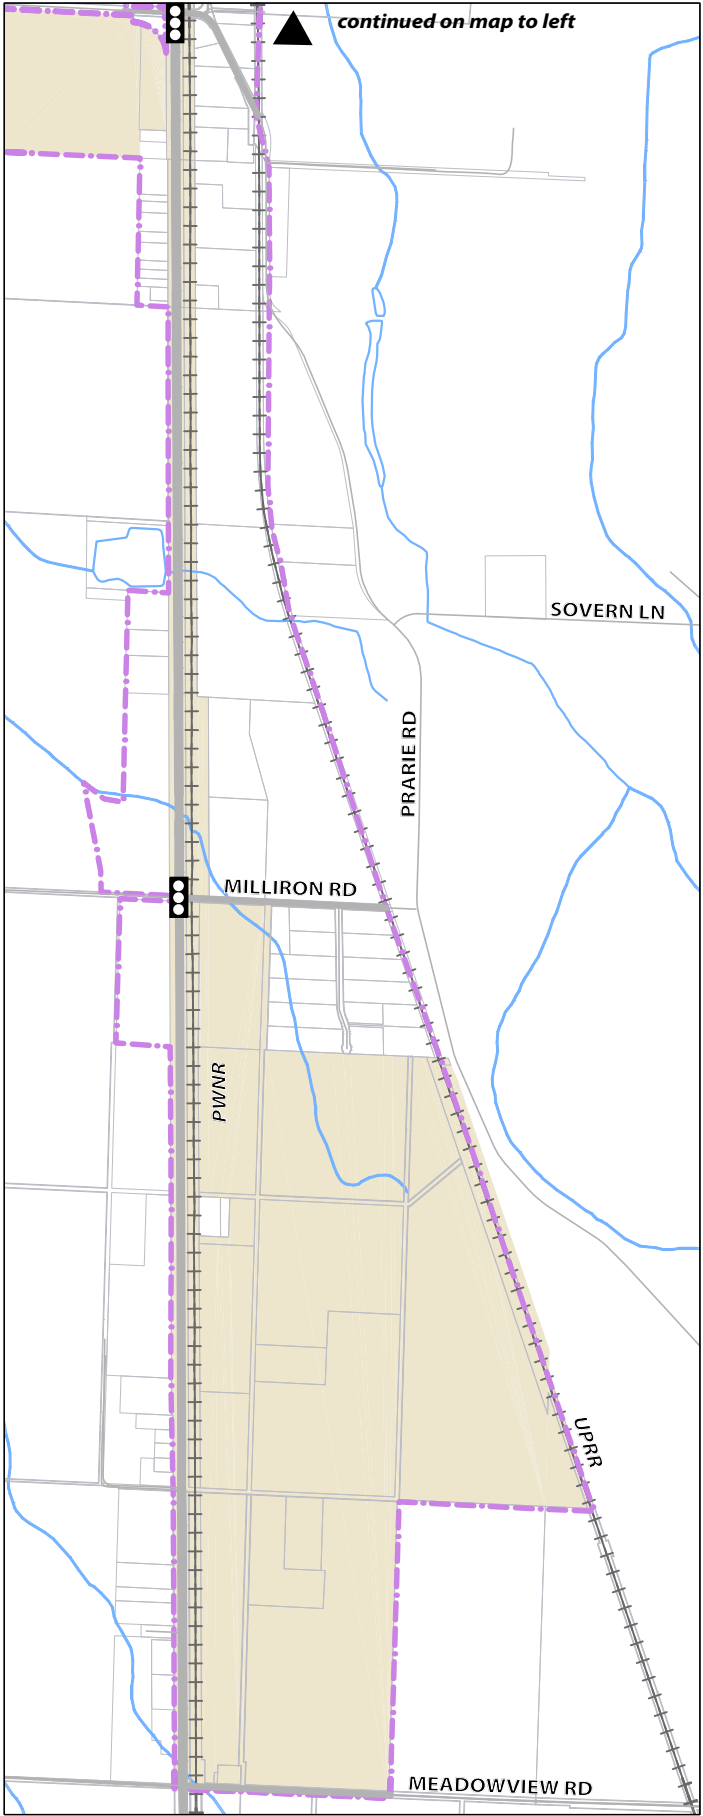 continued on map to left
SOVERN LN
PRARIE RD
MILLIRON RD
PWNR
UPRR
MEADOWVIEW RD